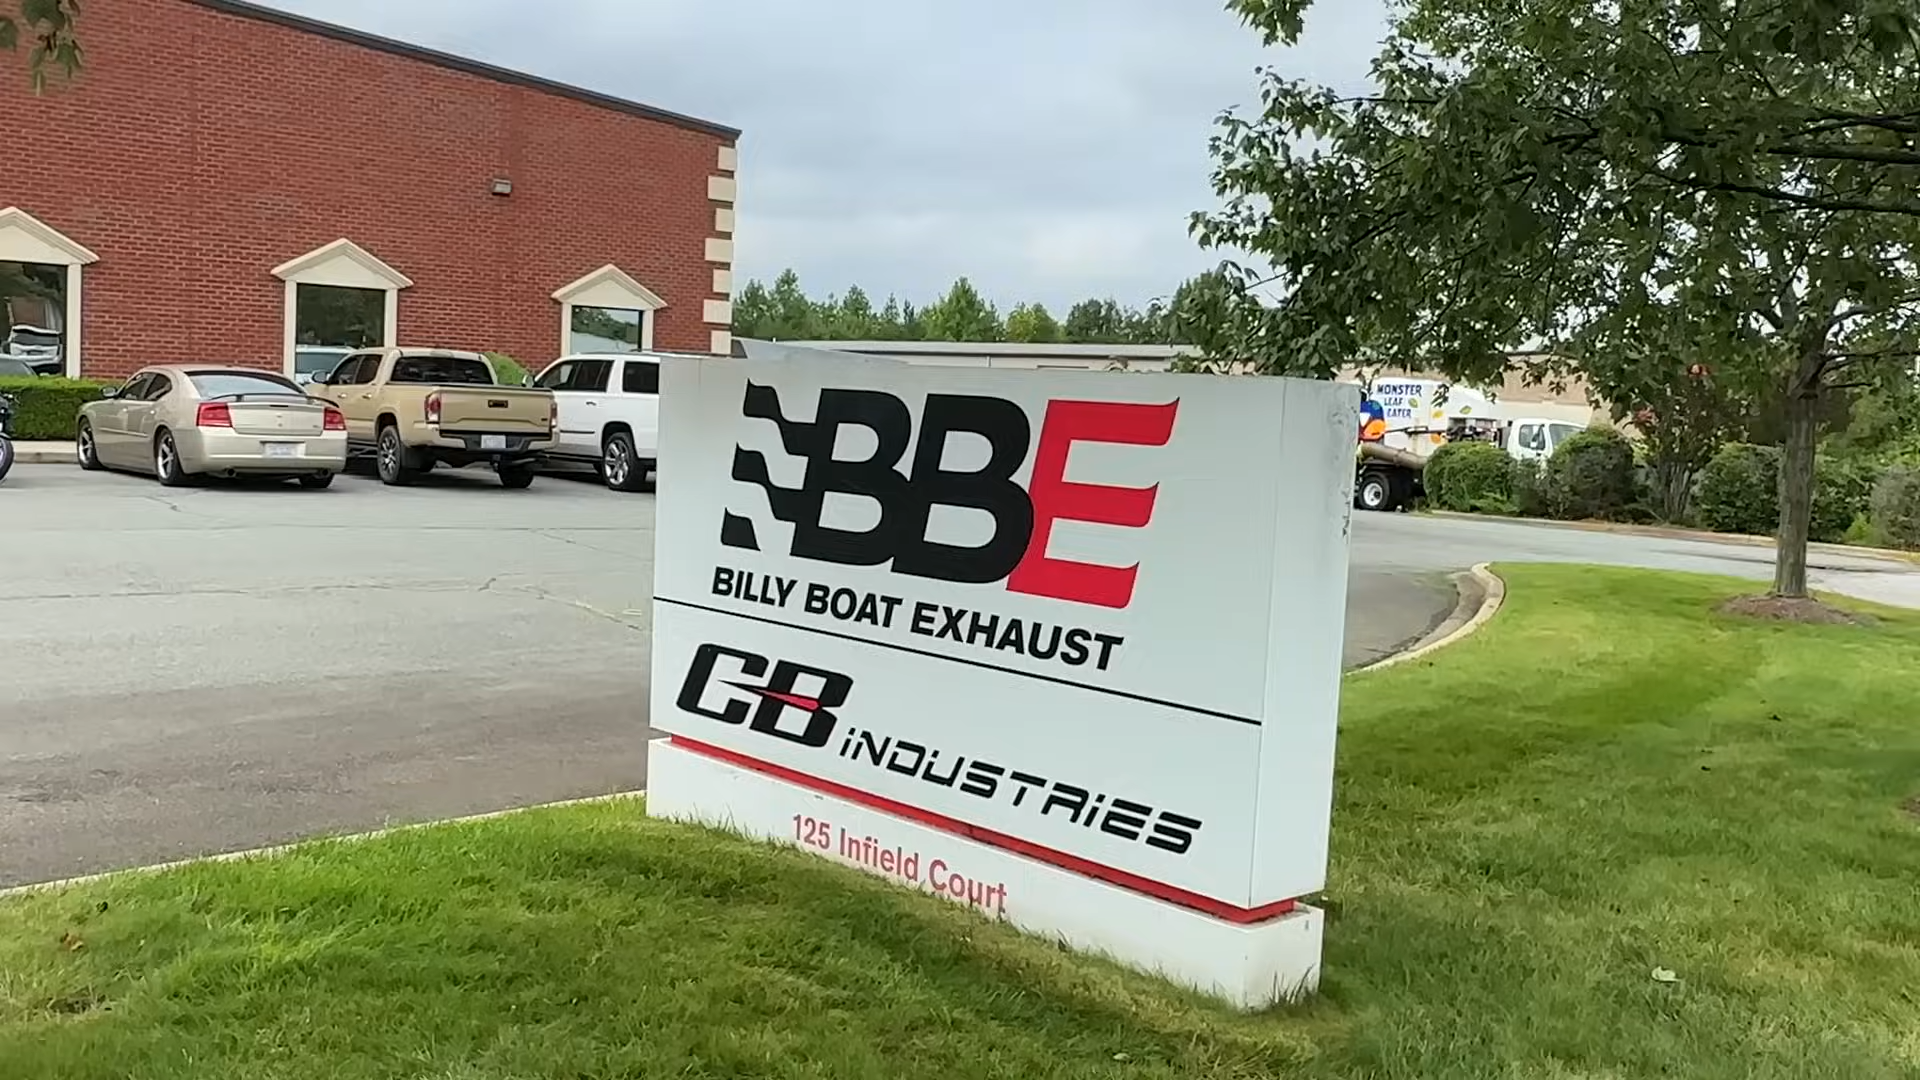 BBE
BILLY BOAT EXHAUST
CB INDUSTRIES
125 Infield Court
MONSTER
LEAF
EATER